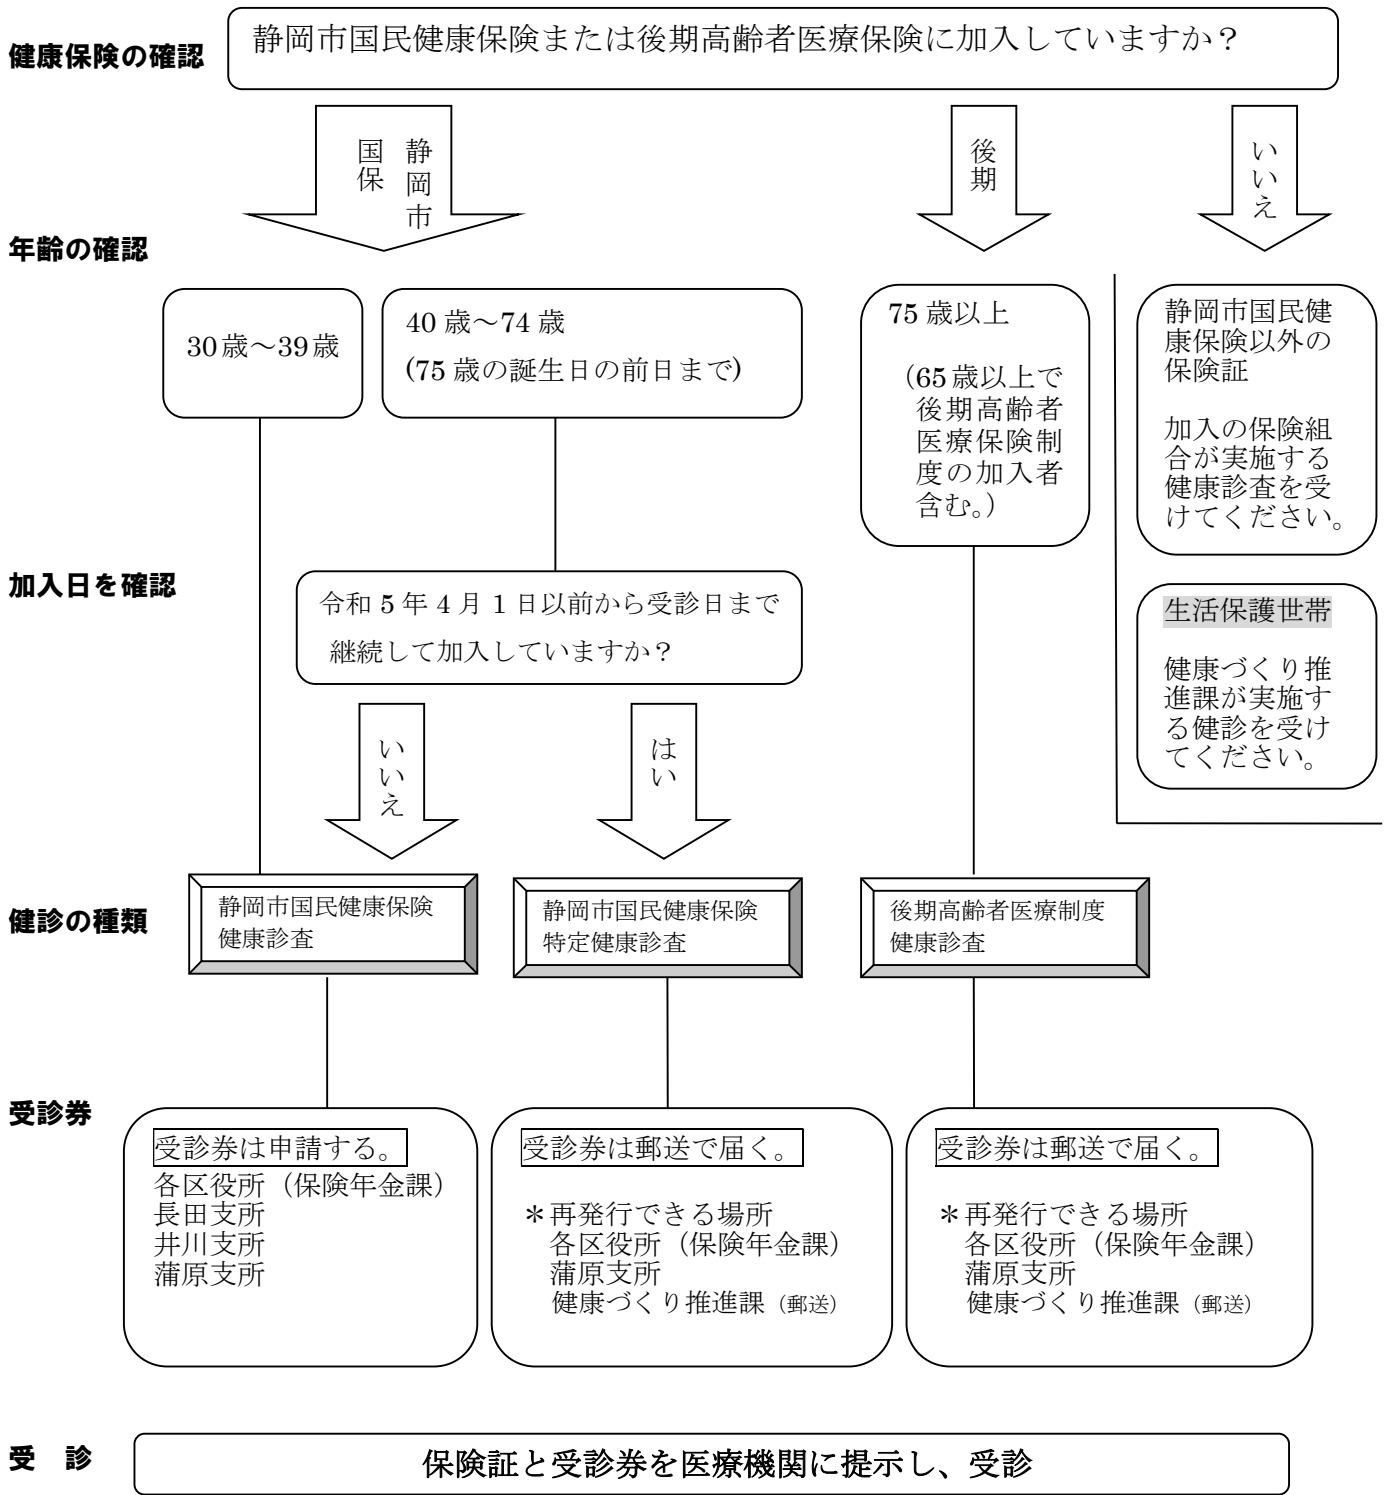 健康保険の確認
静岡市国民健康保険または後期高齢者医療保険に加入していますか？
静岡市
国保
後期
いいえ
年齢の確認
30歳～39歳
40歳～74歳
(75歳の誕生日の前日まで)
75歳以上
（65歳以上で
後期高齢者
医療保険制
度の加入者
含む。）
静岡市国民健
康保険以外の
保険証
加入の保険組
合が実施する
健康診査を受
けてください。
加入日を確認
令和5年4月1日以前から受診日まで
継続して加入していますか？
生活保護世帯
健康づくり推
進課が実施す
る健診を受け
てください。
いいえ
はい
健診の種類
静岡市国民健康保険
健康診査
静岡市国民健康保険
特定健康診査
後期高齢者医療制度
健康診査
受診券
受診券は申請する。
各区役所（保険年金課）
長田支所
井川支所
蒲原支所
受診券は郵送で届く。
＊再発行できる場所
各区役所（保険年金課）
蒲原支所
健康づくり推進課（郵送）
受診券は郵送で届く。
＊再発行できる場所
各区役所（保険年金課）
蒲原支所
健康づくり推進課（郵送）
受　診
保険証と受診券を医療機関に提示し、受診